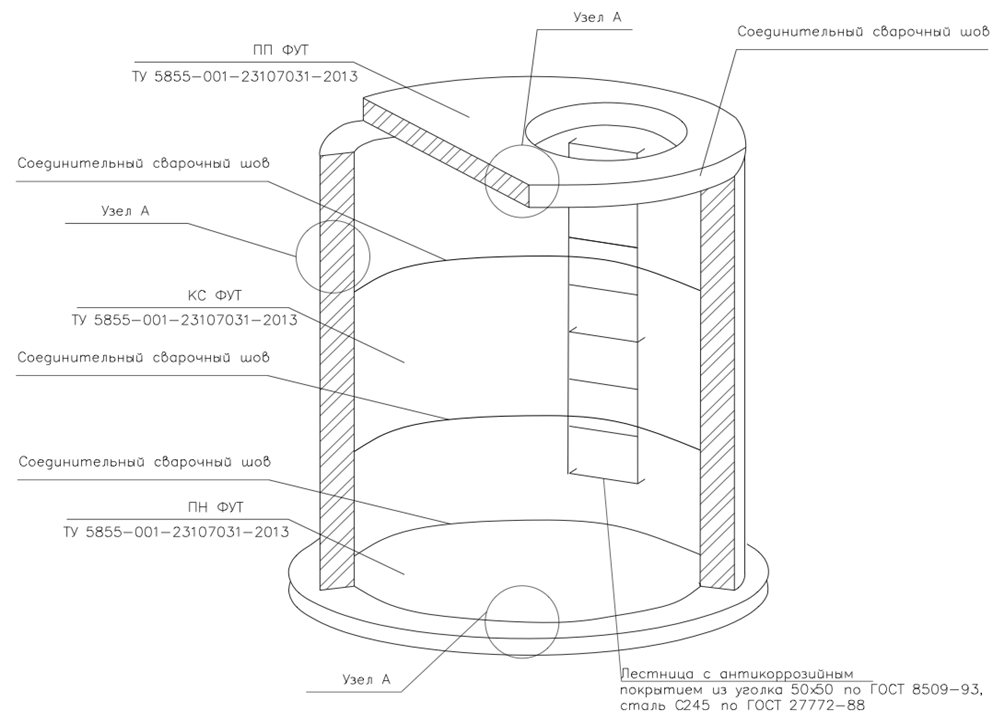 Узел А
Соединительный сварочный шов
ПП ФУТ
ТУ 5855-001-23107031-2013
Соединительный сварочный шов
Узел А
КС ФУТ
ТУ 5855-001-23107031-2013
Соединительный сварочный шов
Соединительный сварочный шов
ПН ФУТ
ТУ 5855-001-23107031-2013
Узел А
Лестница с антикоррозийным
покрытием из уголка 50х50 по ГОСТ 8509-93,
сталь С245 по ГОСТ 27772-88